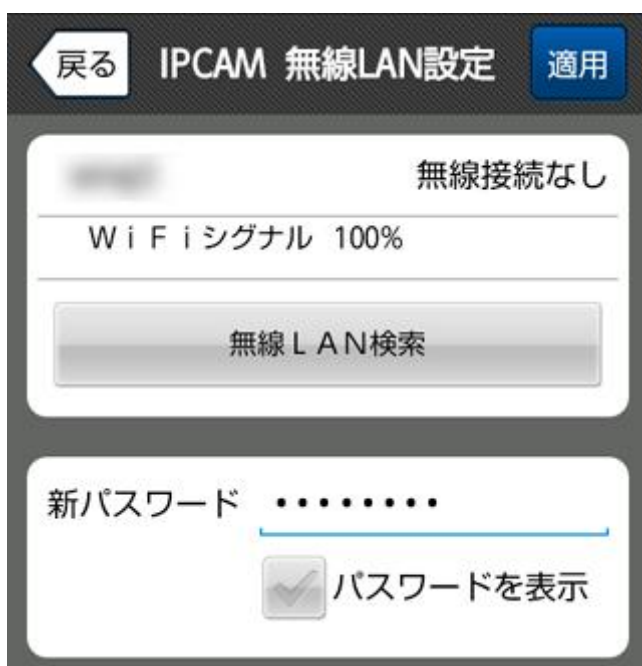 戻る IPCAM 無線LAN設定 適用
無線接続なし
ＷｉＦｉシグナル 100%
無線ＬＡＮ検索
新パスワード ••••••••
パスワードを表示